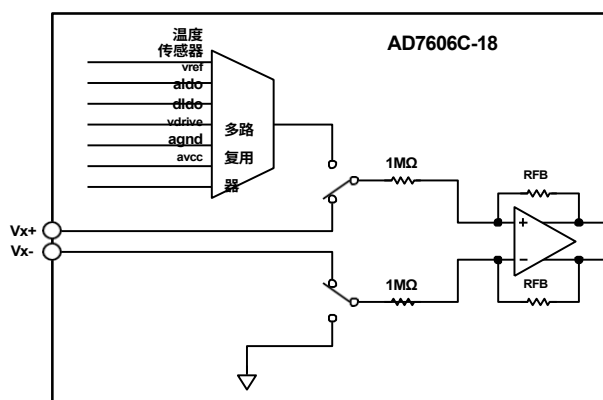 AD7606C-18
温度
传感器
vref
aldo
dldo
vdrive
agnd
avcc
多路
复用
器
1MΩ
RFB
Vx+
Vx-
+
−
1MΩ
RFB